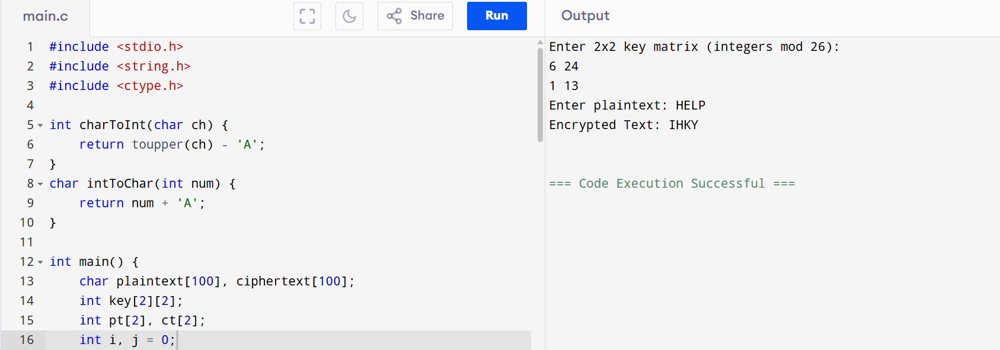 main.c
Share
Run
Output
1 #include <stdio.h>
2 #include <string.h>
3 #include <ctype.h>
4
5 int charToInt(char ch) {
6     return toupper(ch) - 'A';
7 }
8 char intToChar(int num) {
9     return num + 'A';
10 }
11
12 int main() {
13     char plaintext[100], ciphertext[100];
14     int key[2][2];
15     int pt[2], ct[2];
16     int i, j = 0;
Enter 2x2 key matrix (integers mod 26):
6 24
1 13
Enter plaintext: HELP
Encrypted Text: IHKY
=== Code Execution Successful ===